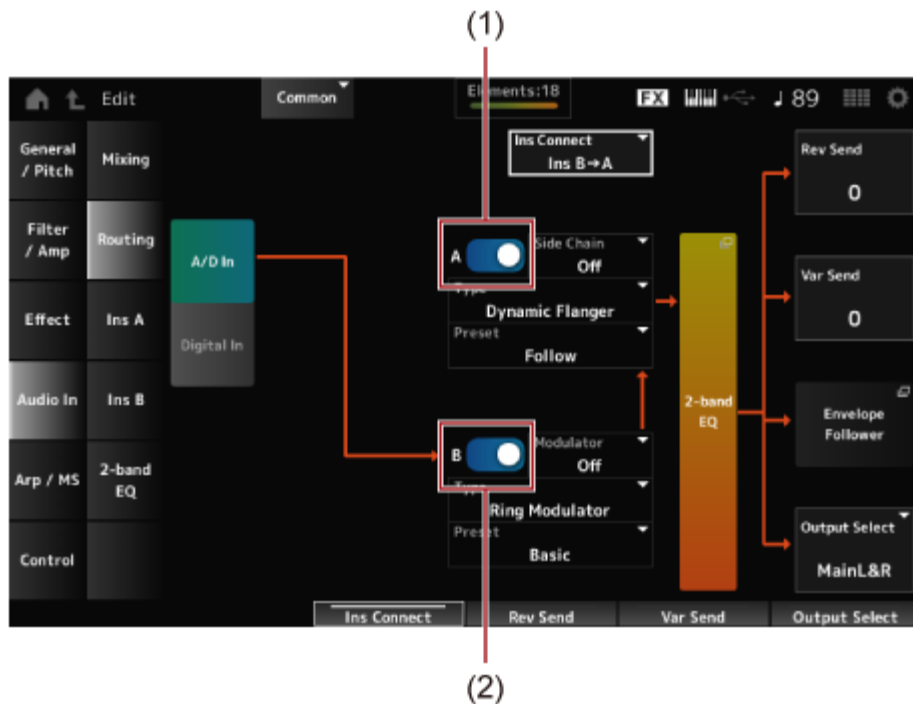 (1)
Edit
Common
Elements:18
FX
♩ 89
General / Pitch
Filter / Amp
Effect
Audio In
Arp / MS
Control
Mixing
Routing
Ins A
Ins B
2-band EQ
A/D In
Digital In
Ins Connect
Ins B→A
A
Side Chain
Off
Type
Dynamic Flanger
Preset
Follow
B
Modulator
Off
Type
Ring Modulator
Preset
Basic
2-band EQ
Rev Send
0
Var Send
0
Envelope Follower
Output Select
MainL&R
Ins Connect
Rev Send
Var Send
Output Select
(2)